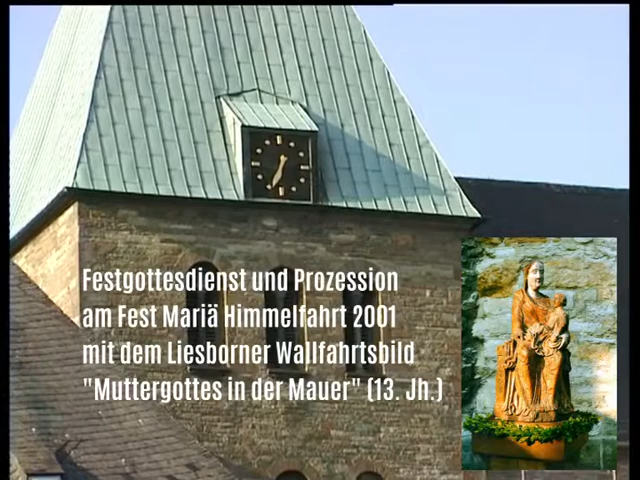 Festgottesdienst und Prozession
am Fest Mariä Himmelfahrt 2001
mit dem Liesborner Wallfahrtsbild
"Muttergottes in der Mauer" (13. Jh.)